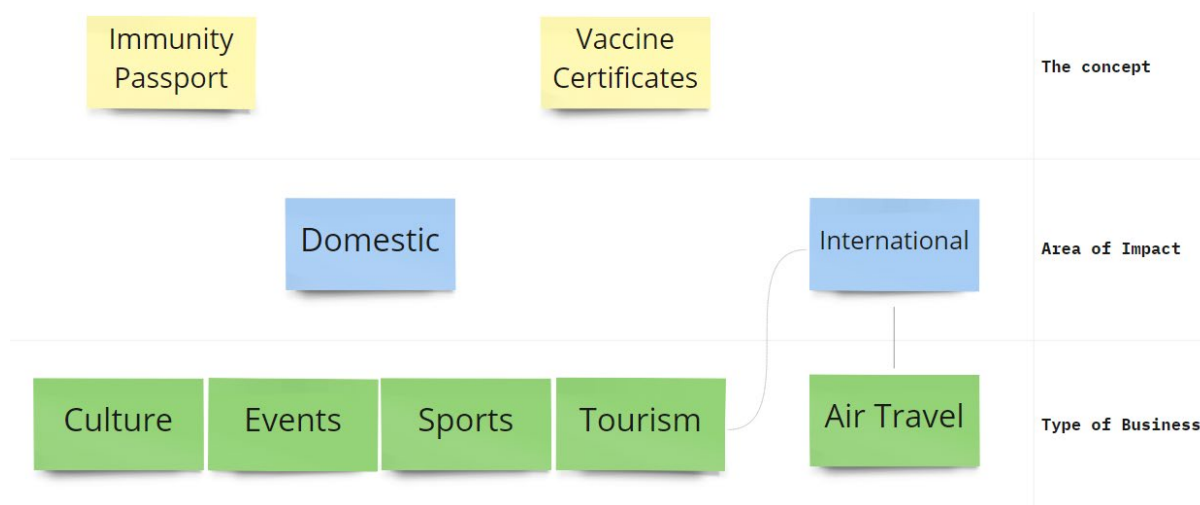 Immunity
Passport
Vaccine
Certificates
The concept
Domestic
International
Area of Impact
Culture
Events
Sports
Tourism
Air Travel
Type of Business